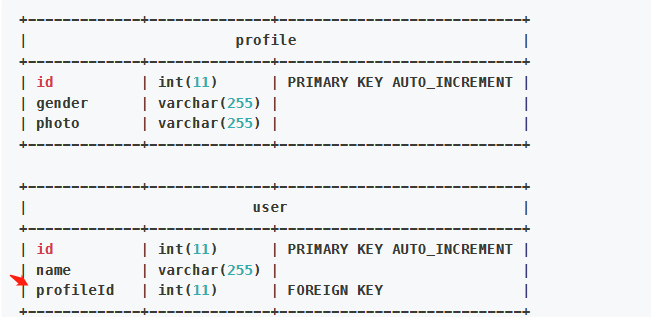 +-------------+--------------+----------------------------+
|                        profile                          |
+-------------+--------------+----------------------------+
| id          | int(11)      | PRIMARY KEY AUTO_INCREMENT |
| gender      | varchar(255) |                            |
| photo       | varchar(255) |                            |
+-------------+--------------+----------------------------+
+-------------+--------------+----------------------------+
|                          user                           |
+-------------+--------------+----------------------------+
| id          | int(11)      | PRIMARY KEY AUTO_INCREMENT |
| name        | varchar(255) |                            |
| profileId   | int(11)      | FOREIGN KEY                |
+-------------+--------------+----------------------------+